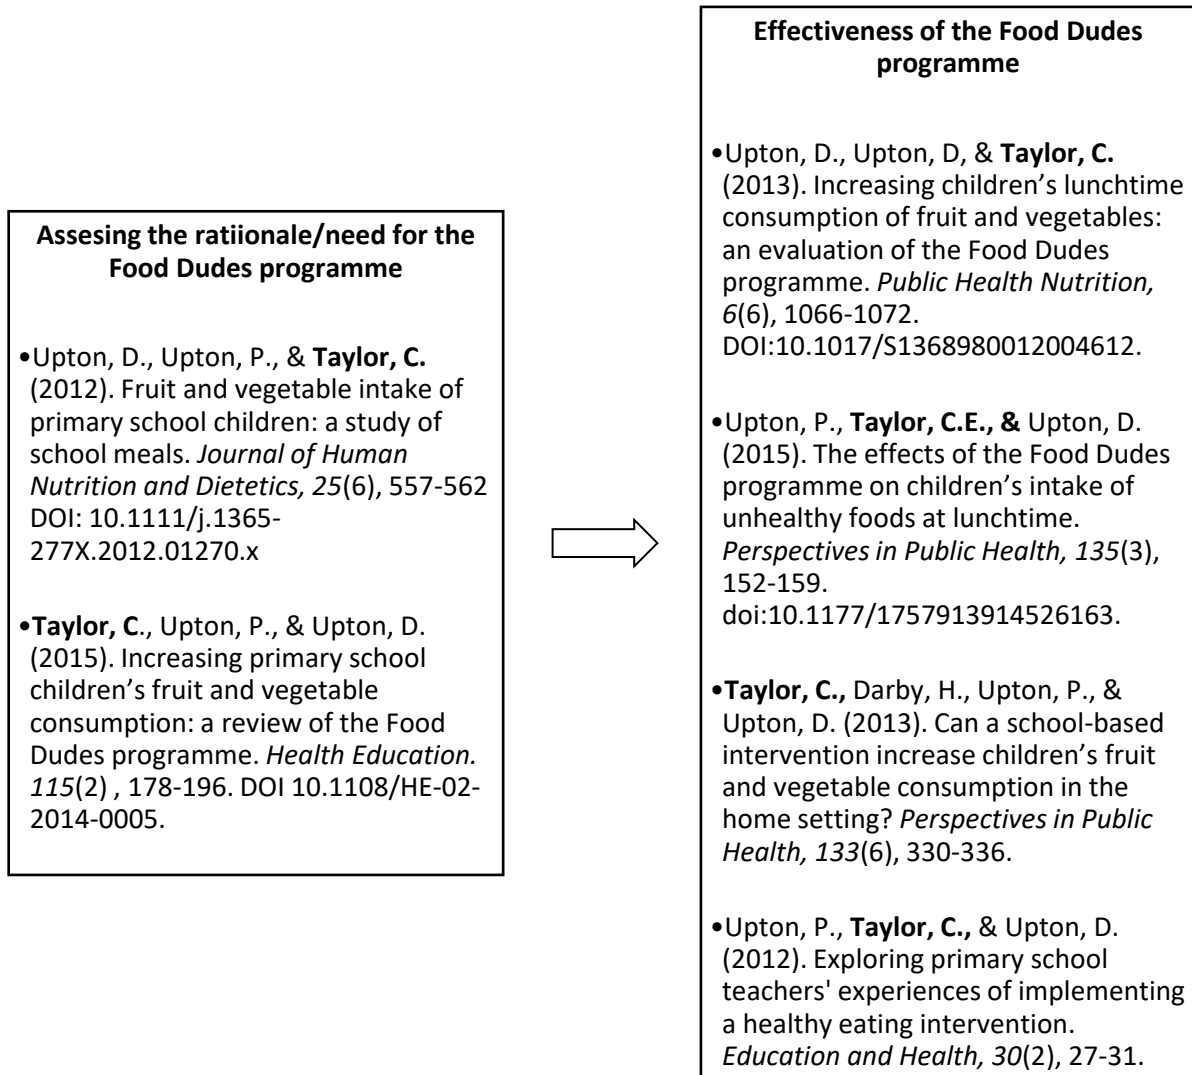 Assesing the ratiionale/need for the
Food Dudes programme
•Upton, D., Upton, P., & Taylor, C.
(2012). Fruit and vegetable intake of
primary school children: a study of
school meals. Journal of Human
Nutrition and Dietetics, 25(6), 557-562
DOI: 10.1111/j.1365-
277X.2012.01270.x
•Taylor, C., Upton, P., & Upton, D.
(2015). Increasing primary school
children’s fruit and vegetable
consumption: a review of the Food
Dudes programme. Health Education.
115(2) , 178-196. DOI 10.1108/HE-02-
2014-0005.
Effectiveness of the Food Dudes
programme
•Upton, D., Upton, D, & Taylor, C.
(2013). Increasing children’s lunchtime
consumption of fruit and vegetables:
an evaluation of the Food Dudes
programme. Public Health Nutrition,
6(6), 1066-1072.
DOI:10.1017/S1368980012004612.
•Upton, P., Taylor, C.E., & Upton, D.
(2015). The effects of the Food Dudes
programme on children’s intake of
unhealthy foods at lunchtime.
Perspectives in Public Health, 135(3),
152-159.
doi:10.1177/1757913914526163.
•Taylor, C., Darby, H., Upton, P., &
Upton, D. (2013). Can a school-based
intervention increase children’s fruit
and vegetable consumption in the
home setting? Perspectives in Public
Health, 133(6), 330-336.
•Upton, P., Taylor, C., & Upton, D.
(2012). Exploring primary school
teachers' experiences of implementing
a healthy eating intervention.
Education and Health, 30(2), 27-31.